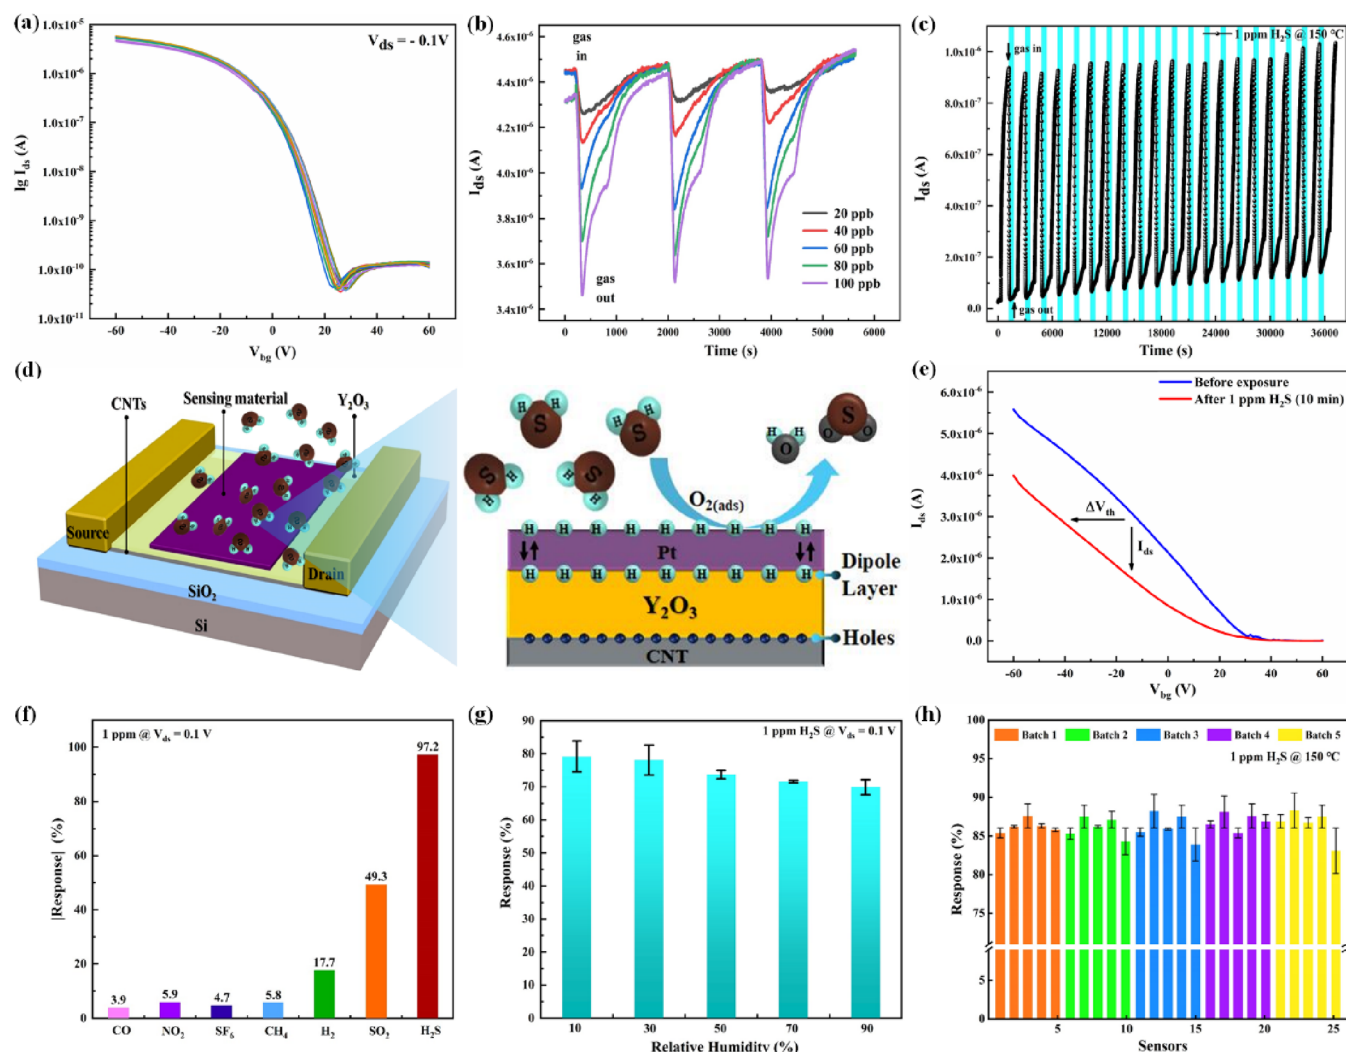 (a)
V_ds = - 0.1V
1.0x10^-4
1.0x10^-5
1.0x10^-6
1.0x10^-7
1.0x10^-8
1.0x10^-9
1.0x10^-10
1.0x10^-11
lg I_ds (A)
-60 -40 -20 0 20 40 60
V_bg (V)
(b)
gas
in
4.6x10^-6
4.4x10^-6
4.2x10^-6
4.0x10^-6
3.8x10^-6
3.6x10^-6
3.4x10^-6
I_ds (A)
20 ppb
40 ppb
60 ppb
80 ppb
100 ppb
gas
out
0 1000 2000 3000 4000 5000 6000
Time (s)
(c)
1 ppm H₂S @ 150 °C
gas in
1.0x10^-6
8.0x10^-7
6.0x10^-7
4.0x10^-7
2.0x10^-7
0.0
I_ds (A)
gas out
0 6000 12000 18000 24000 30000 36000
Time (s)
(d)
CNTs
Sensing material
Y₂O₃
Source
Drain
SiO₂
Si
S
H
O
O₂(ads)
H H H H H H H H
Pt
H H H H H H H H
Dipole
Layer
Y₂O₃
Holes
CNT
(e)
Before exposure
After 1 ppm H₂S (10 min)
6.0x10^-6
5.0x10^-6
4.0x10^-6
3.0x10^-6
2.0x10^-6
1.0x10^-6
0.0
I_ds (A)
ΔV_th
I_ds
-60 -40 -20 0 20 40 60
V_bg (V)
(f)
1 ppm @ V_ds = 0.1 V
100
80
60
40
20
0
|Response| (%)
3.9 5.9 4.7 5.8 17.7 49.3 97.2
CO NO₂ SF₆ CH₄ H₂ SO₂ H₂S
(g)
1 ppm H₂S @ V_ds = 0.1 V
90
80
70
60
50
40
30
20
10
0
Response (%)
10 30 50 70 90
Relative Humidity (%)
(h)
Batch 1 Batch 2 Batch 3 Batch 4 Batch 5
1 ppm H₂S @ 150 °C
100
95
90
85
80
75
5
0
Response (%)
5 10 15 20 25
Sensors